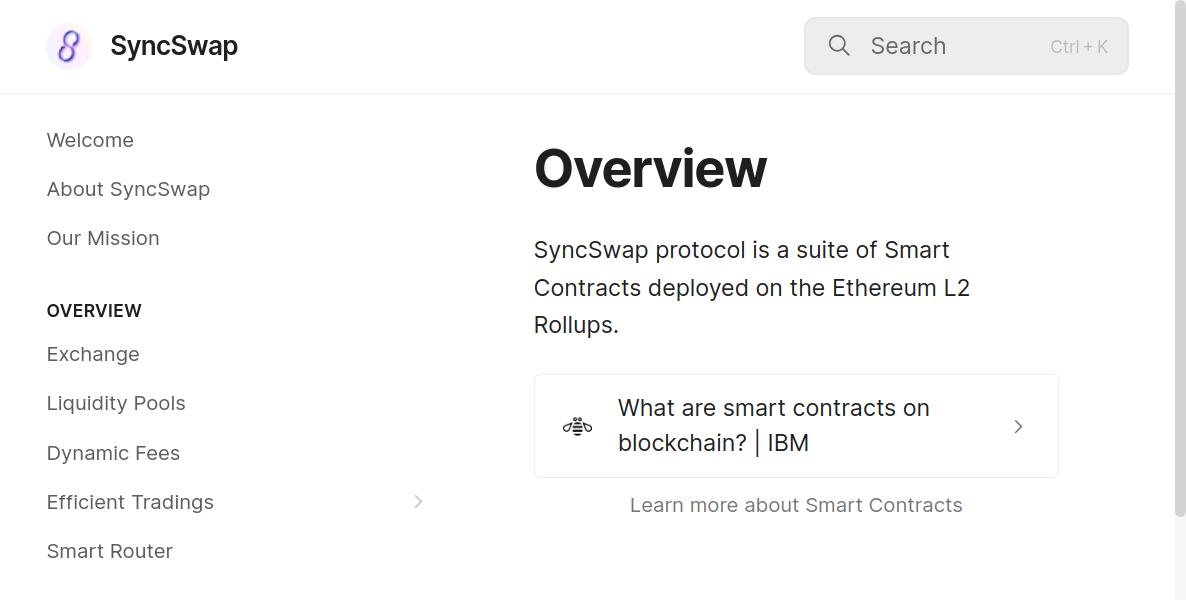 SyncSwap
Search
Ctrl + K
Welcome
About SyncSwap
Our Mission
OVERVIEW
Exchange
Liquidity Pools
Dynamic Fees
Efficient Tradings
Smart Router
Overview
SyncSwap protocol is a suite of Smart
Contracts deployed on the Ethereum L2
Rollups.
What are smart contracts on
blockchain? | IBM
Learn more about Smart Contracts